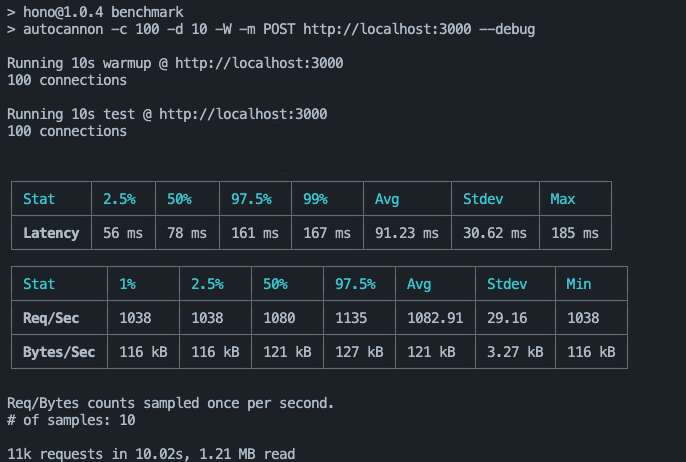 > hono@1.0.4 benchmark
> autocannon -c 100 -d 10 -W -m POST http://localhost:3000 --debug
Running 10s warmup @ http://localhost:3000
100 connections
Running 10s test @ http://localhost:3000
100 connections
Stat 2.5% 50% 97.5% 99% Avg Stdev Max
Latency 56 ms 78 ms 161 ms 167 ms 91.23 ms 30.62 ms 185 ms
Stat 1% 2.5% 50% 97.5% Avg Stdev Min
Req/Sec 1038 1038 1080 1135 1082.91 29.16 1038
Bytes/Sec 116 kB 116 kB 121 kB 127 kB 121 kB 3.27 kB 116 kB
Req/Bytes counts sampled once per second.
# of samples: 10
11k requests in 10.02s, 1.21 MB read